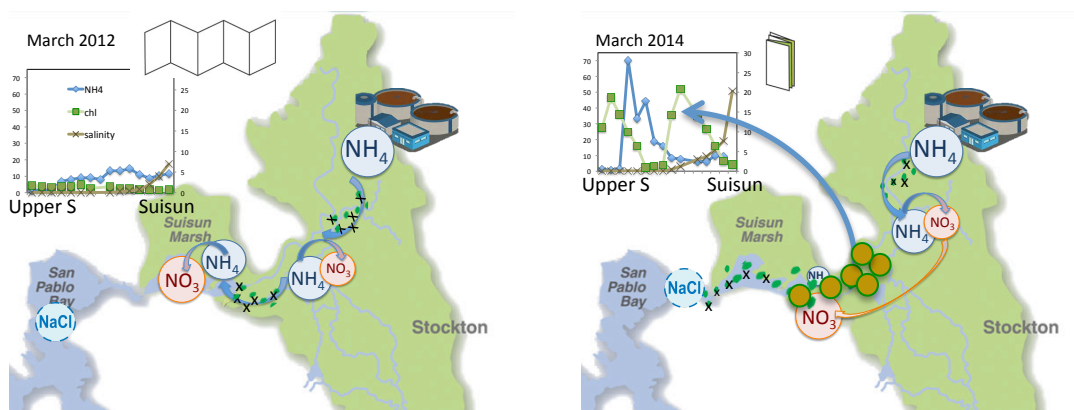 March 2012
70
60
50
40
30
20
10
0
25
20
15
10
5
0
NH4
chl
salinity
Upper S
Suisun
NH4
Suisun
Marsh
NH4
NO3
NH4
NO3
San
Pablo
Bay
NaCl
Stockton
March 2014
70
60
50
40
30
20
10
0
30
25
20
15
10
5
0
Upper S
Suisun
NH4
Suisun
Marsh
NH4
NO3
NH
NO3
San
Pablo
Bay
NaCl
Stockton